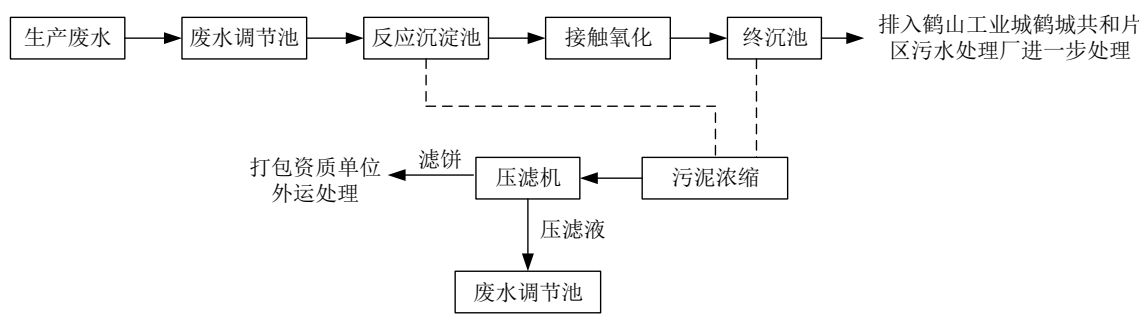 生产废水
废水调节池
反应沉淀池
接触氧化
终沉池
排入鹤山工业城鹤城共和片
区污水处理厂进一步处理
打包资质单位
外运处理
滤饼
压滤机
污泥浓缩
压滤液
废水调节池